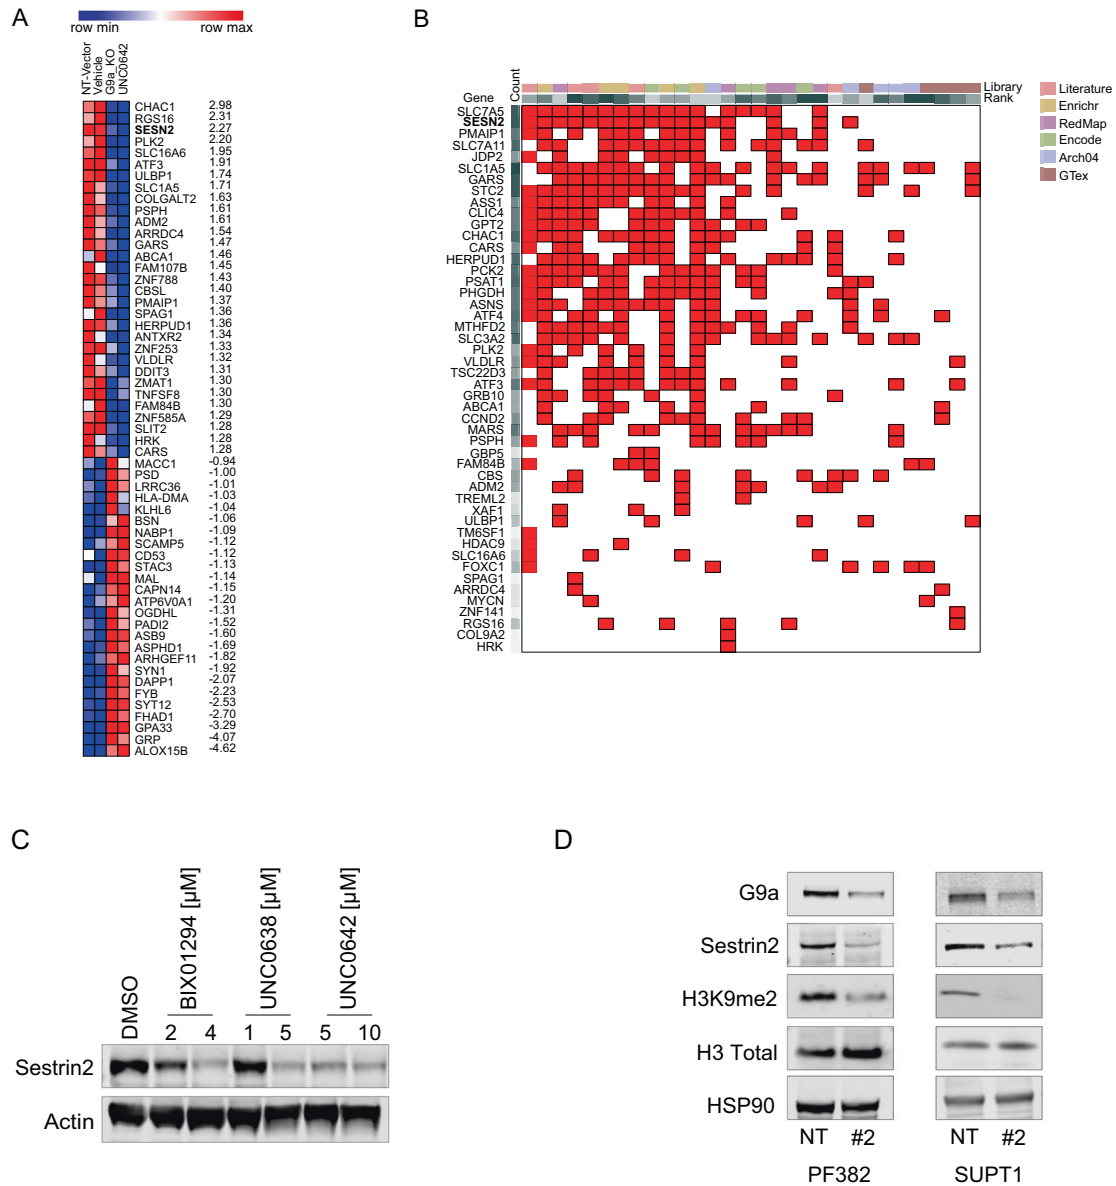 A
row min row max
NT-Vector
Vehicle
G9a_KO
UNC0642
CHAC1 2.98
RGS16 2.31
SESN2 2.27
PLK2 2.20
SLC16A6 1.95
ATF3 1.91
ULBP1 1.74
SLC1A5 1.71
COLGALT2 1.63
PSPH 1.61
ADM2 1.61
ARRDC4 1.54
GARS 1.47
ABCA1 1.46
FAM107B 1.45
ZNF788 1.43
CBSL 1.40
PMAIP1 1.37
SPAG1 1.36
HERPUD1 1.36
ANTXR2 1.34
ZNF253 1.33
VLDLR 1.32
DDIT3 1.31
ZMAT1 1.30
TNFSF8 1.30
FAM84B 1.30
ZNF585A 1.29
SLIT2 1.28
HRK 1.28
CARS 1.28
MACC1 -0.94
PSD -1.00
LRRC36 -1.01
HLA-DMA -1.03
KLHL6 -1.04
BSN -1.06
NABP1 -1.09
SCAMP5 -1.12
CD53 -1.12
STAC3 -1.13
MAL -1.14
CAPN14 -1.15
ATP6V0A1 -1.20
OGDHL -1.31
PADI2 -1.52
ASB9 -1.60
ASPHD1 -1.69
ARHGEF11 -1.82
SYN1 -1.92
DAPP1 -2.07
FYB -2.23
SYT12 -2.53
FHAD1 -2.70
GPA33 -3.29
GRP -4.07
ALOX15B -4.62
B
Gene Count Library
Rank
SLC7A5
SESN2
PMAIP1
SLC7A11
JDP2
SLC1A5
GARS
STC2
ASS1
CLIC4
GPT2
CHAC1
CARS
HERPUD1
PCK2
PSAT1
PHGDH
ASNS
ATF4
MTHFD2
SLC3A2
PLK2
VLDLR
TSC22D3
ATF3
GRB10
ABCA1
CCND2
MARS
PSPH
GBP5
FAM84B
CBS
ADM2
TREML2
XAF1
ULBP1
TM6SF1
HDAC9
SLC16A6
FOXC1
SPAG1
ARRDC4
MYCN
ZNF141
RGS16
COL9A2
HRK
Literature
Enrichr
RedMap
Encode
Arch04
GTex
C
DMSO
BIX01294 [µM]
UNC0638 [µM]
UNC0642 [µM]
2 4 1 5 5 10
Sestrin2
Actin
D
G9a
Sestrin2
H3K9me2
H3 Total
HSP90
NT #2 NT #2
PF382 SUPT1